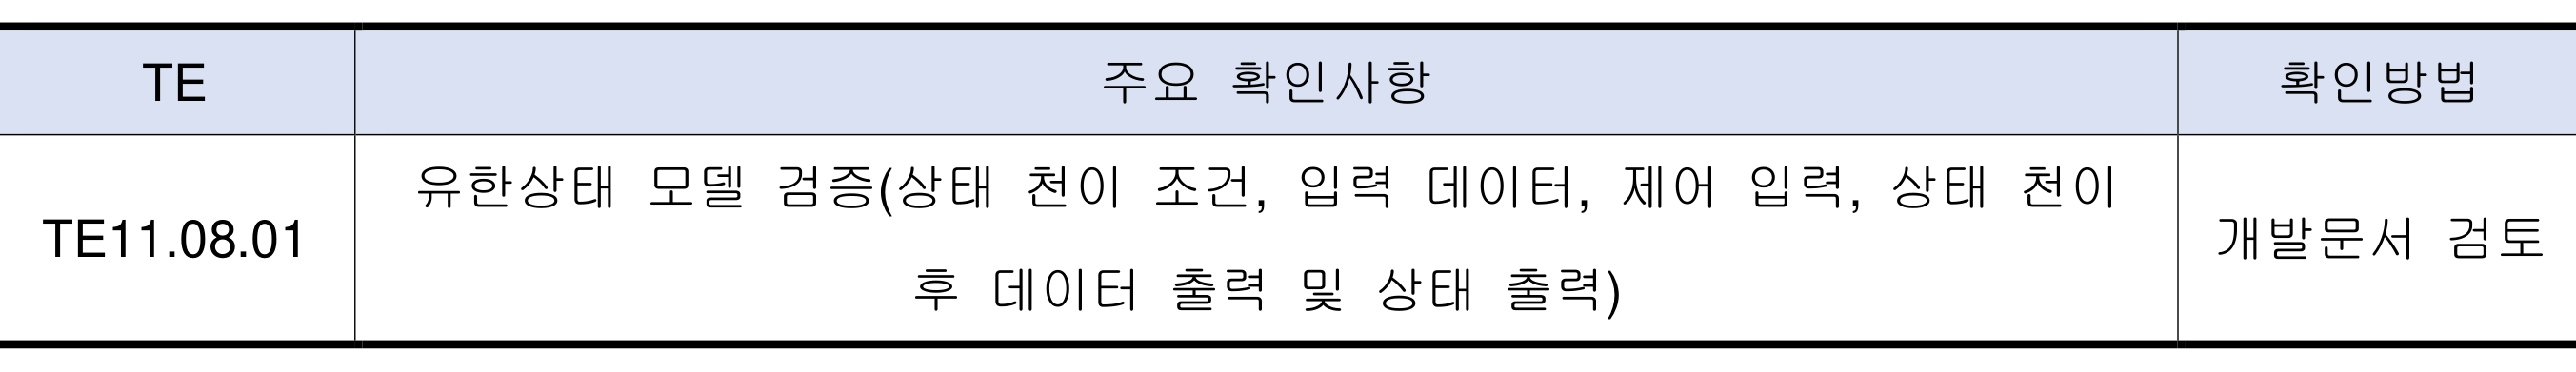 TE 주요 확인사항 확인방법
유한상태 모델 검증(상태 천이 조건, 입력 데이터, 제어 입력, 상태 천이
TE11.08.01 개발문서 검토
후 데이터 출력 및 상태 출력)